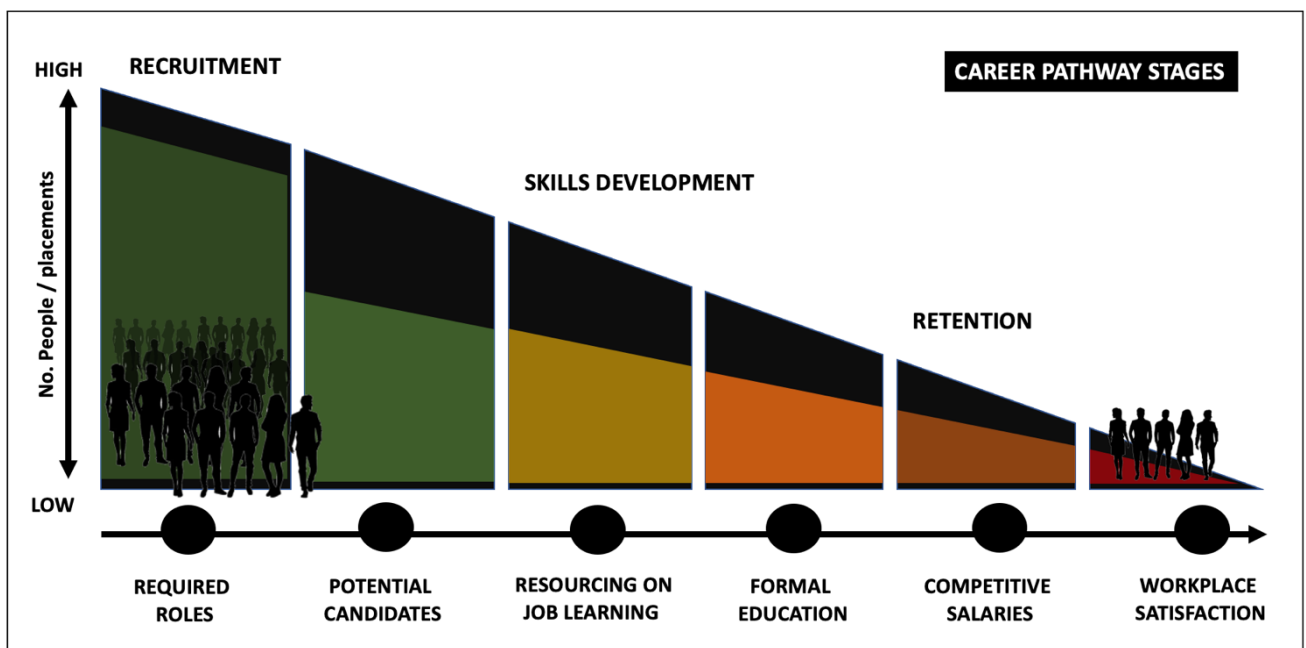 CAREER PATHWAY STAGES
HIGH
RECRUITMENT
SKILLS DEVELOPMENT
RETENTION
No. People / placements
LOW
REQUIRED
ROLES
POTENTIAL
CANDIDATES
RESOURCING ON
JOB LEARNING
FORMAL
EDUCATION
COMPETITIVE
SALARIES
WORKPLACE
SATISFACTION